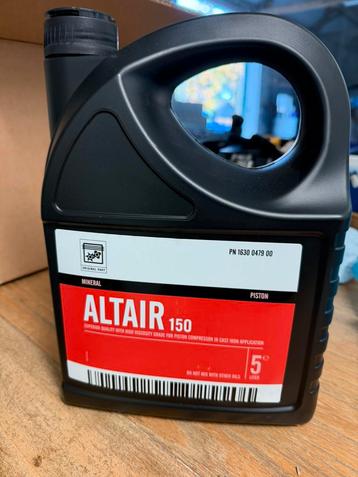 PN 1630 0479 00
ORIGINAL PART
MINERAL
PISTON
ALTAIR 150
SUPERIOR QUALITY WITH HIGH VISCOSITY GRADE FOR PISTON COMPRESSION IN CAST IRON APPLICATION
5
LITER
DO NOT MIX WITH OTHER OILS